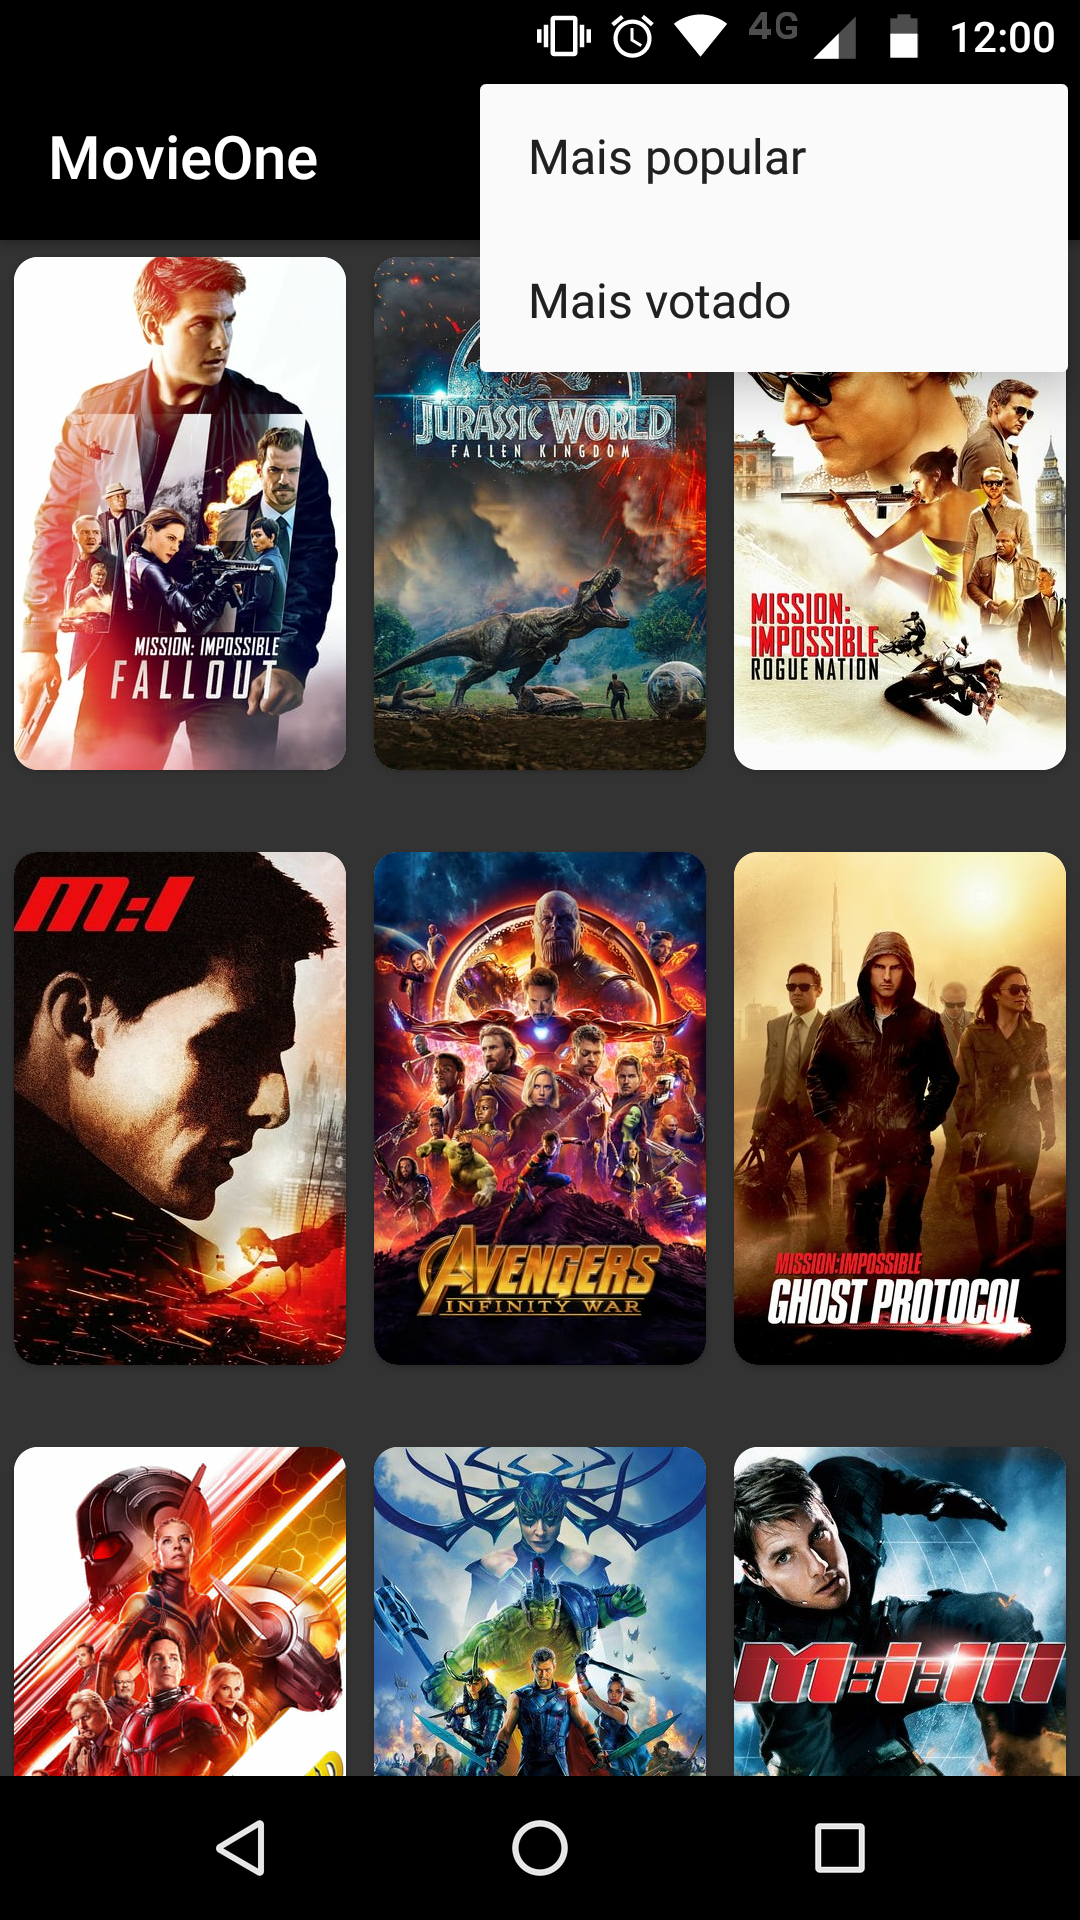 4G
12:00
MovieOne
Mais popular
Mais votado
MISSION: IMPOSSIBLE
FALLOUT
JURASSIC WORLD
FALLEN KINGDOM
MISSION:
IMPOSSIBLE
ROGUE NATION
M:I
AVENGERS
INFINITY WAR
MISSION:IMPOSSIBLE
GHOST PROTOCOL
M:I:III